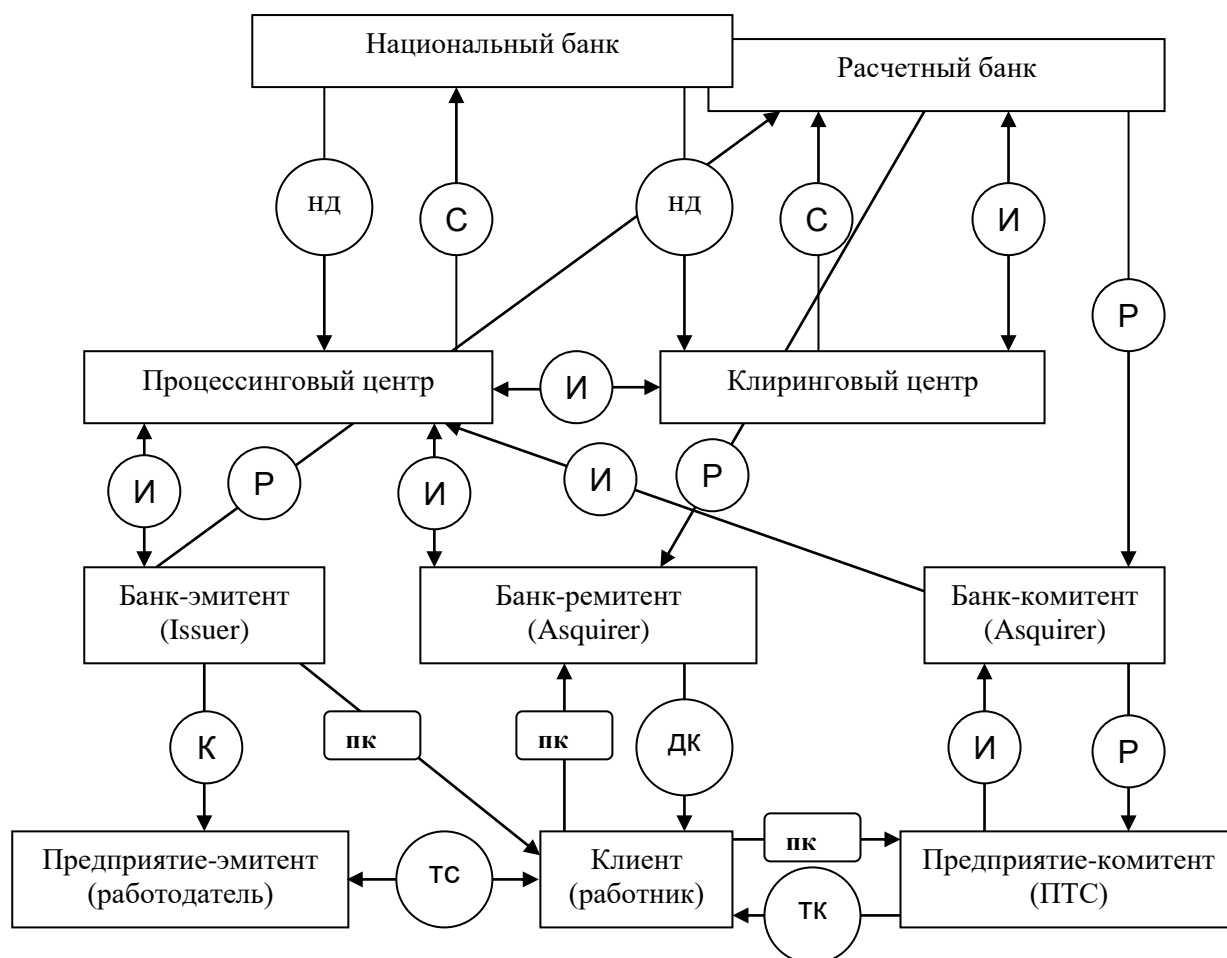 Национальный банк
Расчетный банк
нд
С
нд
С
И
Р
Процессинговый центр
И
Клиринговый центр
И
Р
И
И
Р
Банк-эмитент
(Issuer)
Банк-ремитент
(Asquirer)
Банк-комитент
(Asquirer)
К
пк
пк
дк
И
Р
пк
Предприятие-эмитент
(работодатель)
тс
Клиент
(работник)
тк
Предприятие-комитент
(ПТС)